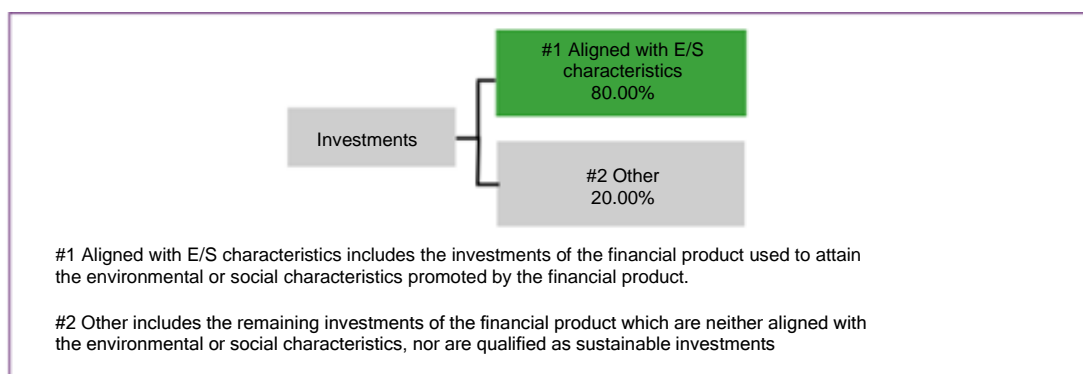 #1 Aligned with E/S
characteristics
80.00%
Investments
#2 Other
20.00%
#1 Aligned with E/S characteristics includes the investments of the financial product used to attain
the environmental or social characteristics promoted by the financial product.
#2 Other includes the remaining investments of the financial product which are neither aligned with
the environmental or social characteristics, nor are qualified as sustainable investments